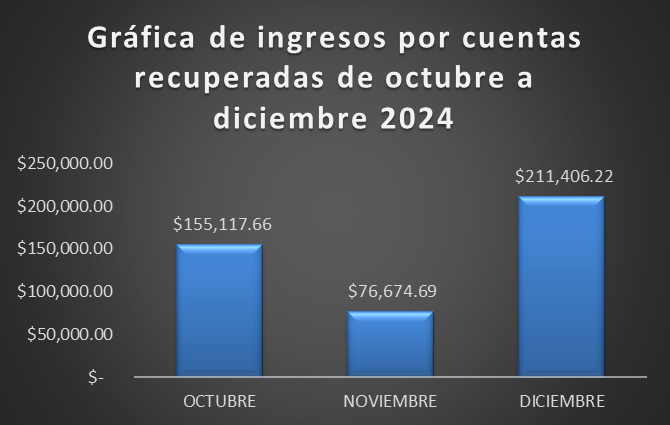 Gráfica de ingresos por cuentas
recuperadas de octubre a
diciembre 2024
$250,000.00
$200,000.00
$150,000.00
$100,000.00
$50,000.00
$-
$155,117.66
$76,674.69
$211,406.22
OCTUBRE
NOVIEMBRE
DICIEMBRE